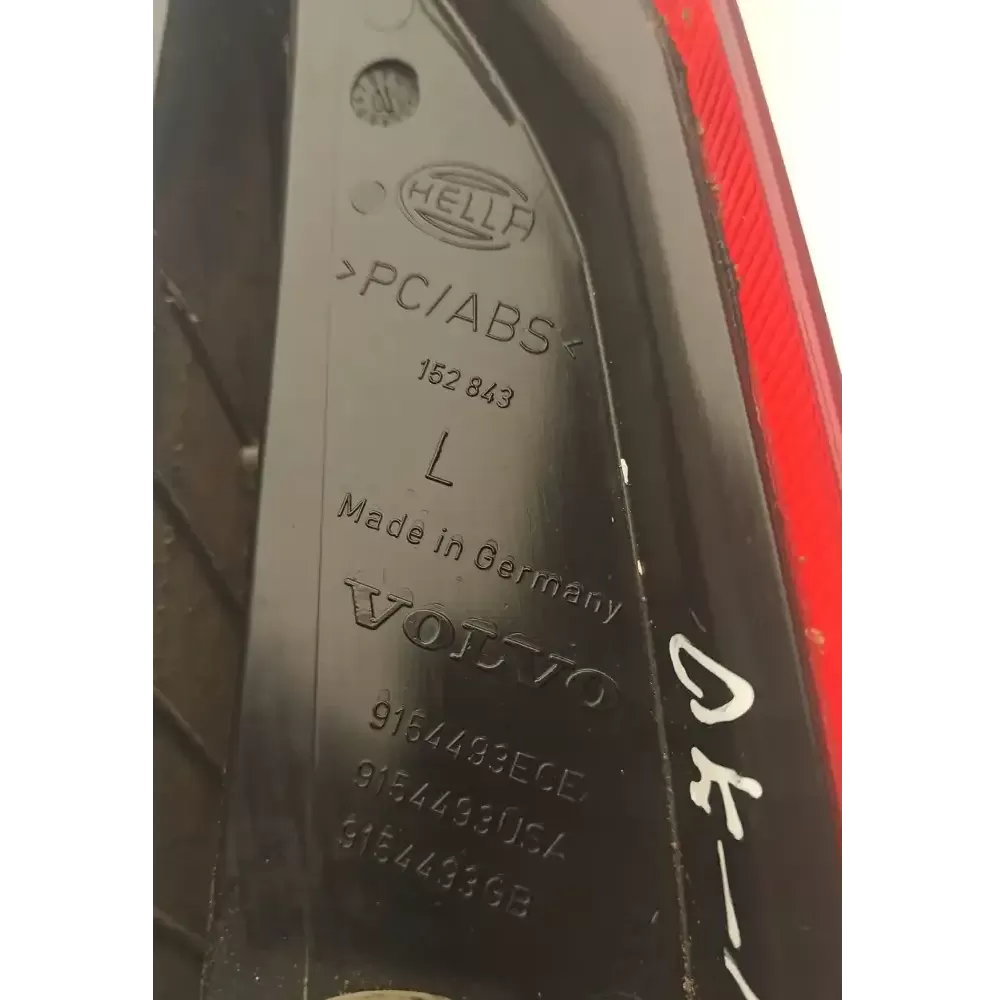 HELLA
>PC/ABS<
152 843
L
Made in Germany
VOLVO
9154493ECE
9154493USA
9154493GB